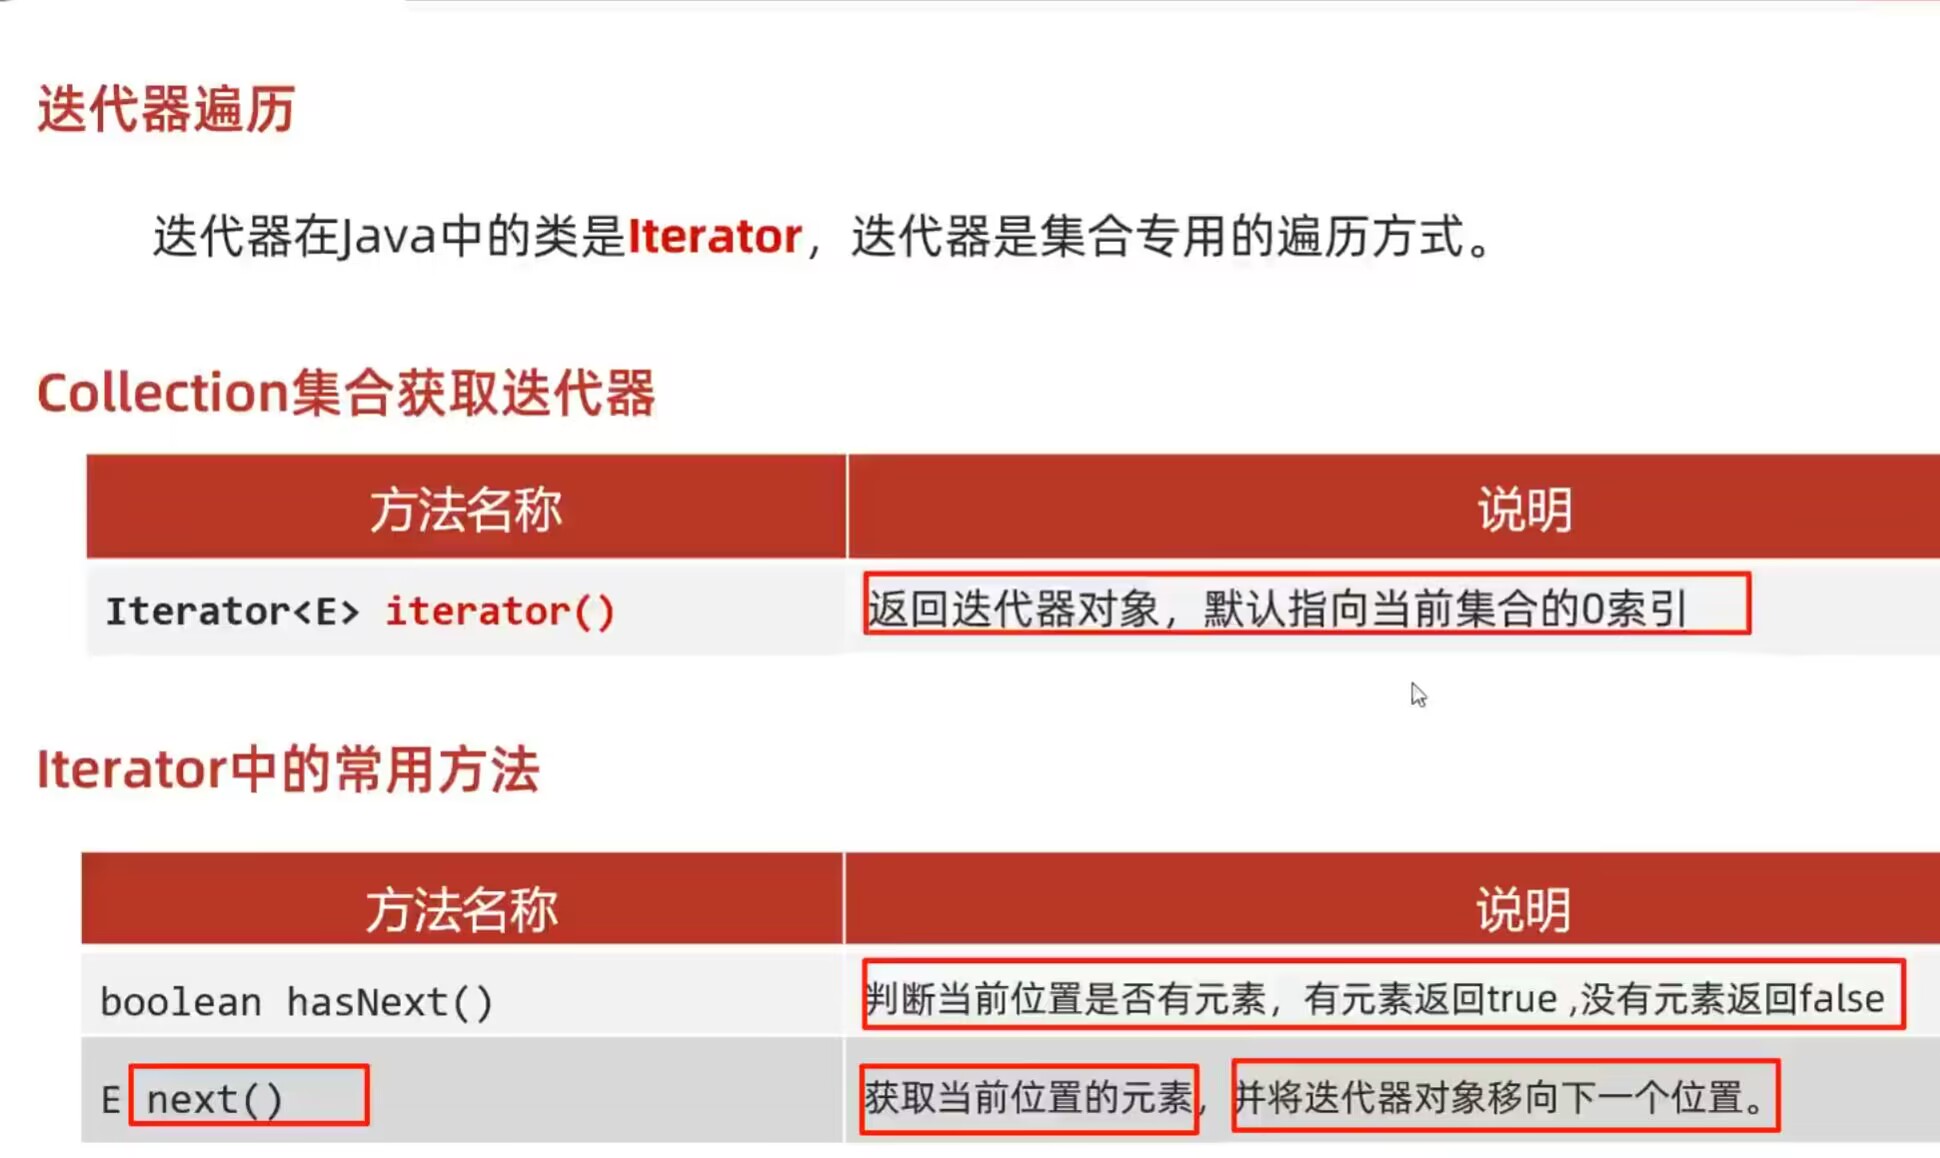 迭代器遍历
迭代器在Java中的类是Iterator，迭代器是集合专用的遍历方式。
Collection集合获取迭代器
方法名称 说明
Iterator<E> iterator() 返回迭代器对象，默认指向当前集合的0索引
Iterator中的常用方法
方法名称 说明
boolean hasNext() 判断当前位置是否有元素，有元素返回true ,没有元素返回false
E next() 获取当前位置的元素，并将迭代器对象移向下一个位置。